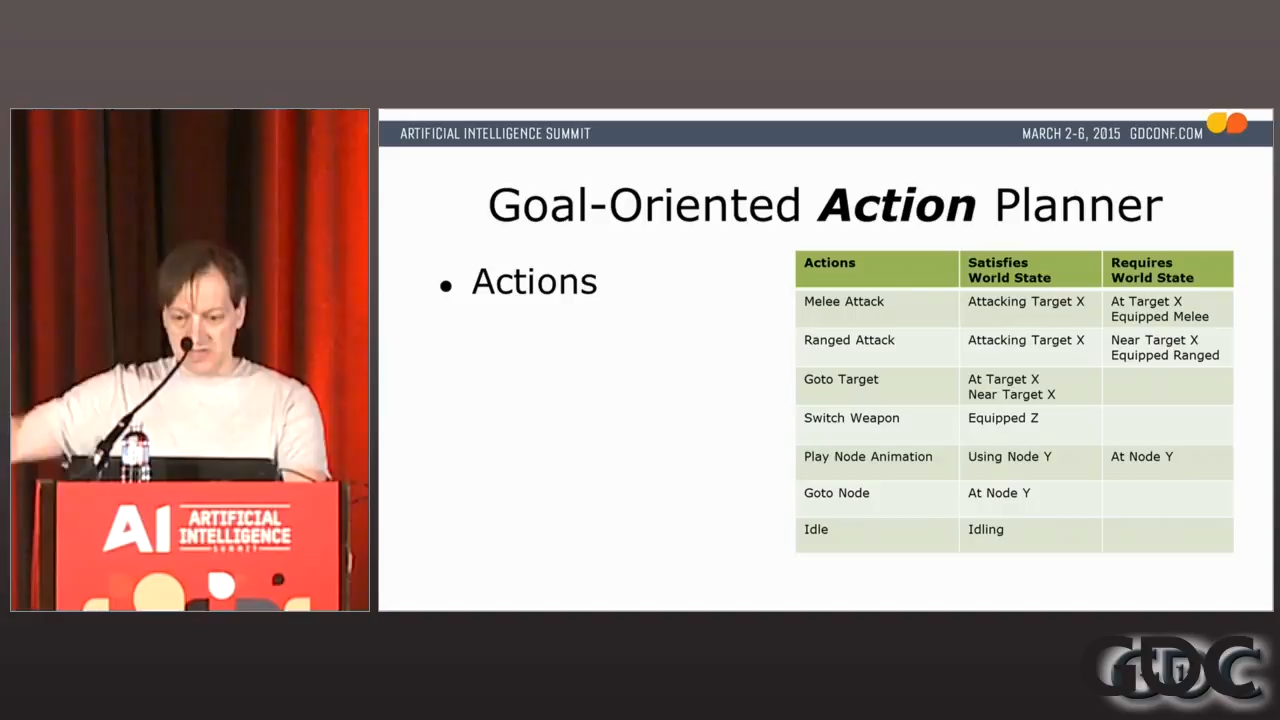 ARTIFICIAL INTELLIGENCE SUMMIT
MARCH 2-6, 2015 GDCONF.COM
Goal-Oriented Action Planner
• Actions
Actions Satisfies World State Requires World State
Melee Attack Attacking Target X At Target X Equipped Melee
Ranged Attack Attacking Target X Near Target X Equipped Ranged
Goto Target At Target X Near Target X
Switch Weapon Equipped Z
Play Node Animation Using Node Y At Node Y
Goto Node At Node Y
Idle Idling
AI ARTIFICIAL INTELLIGENCE
SUMMIT
GDC